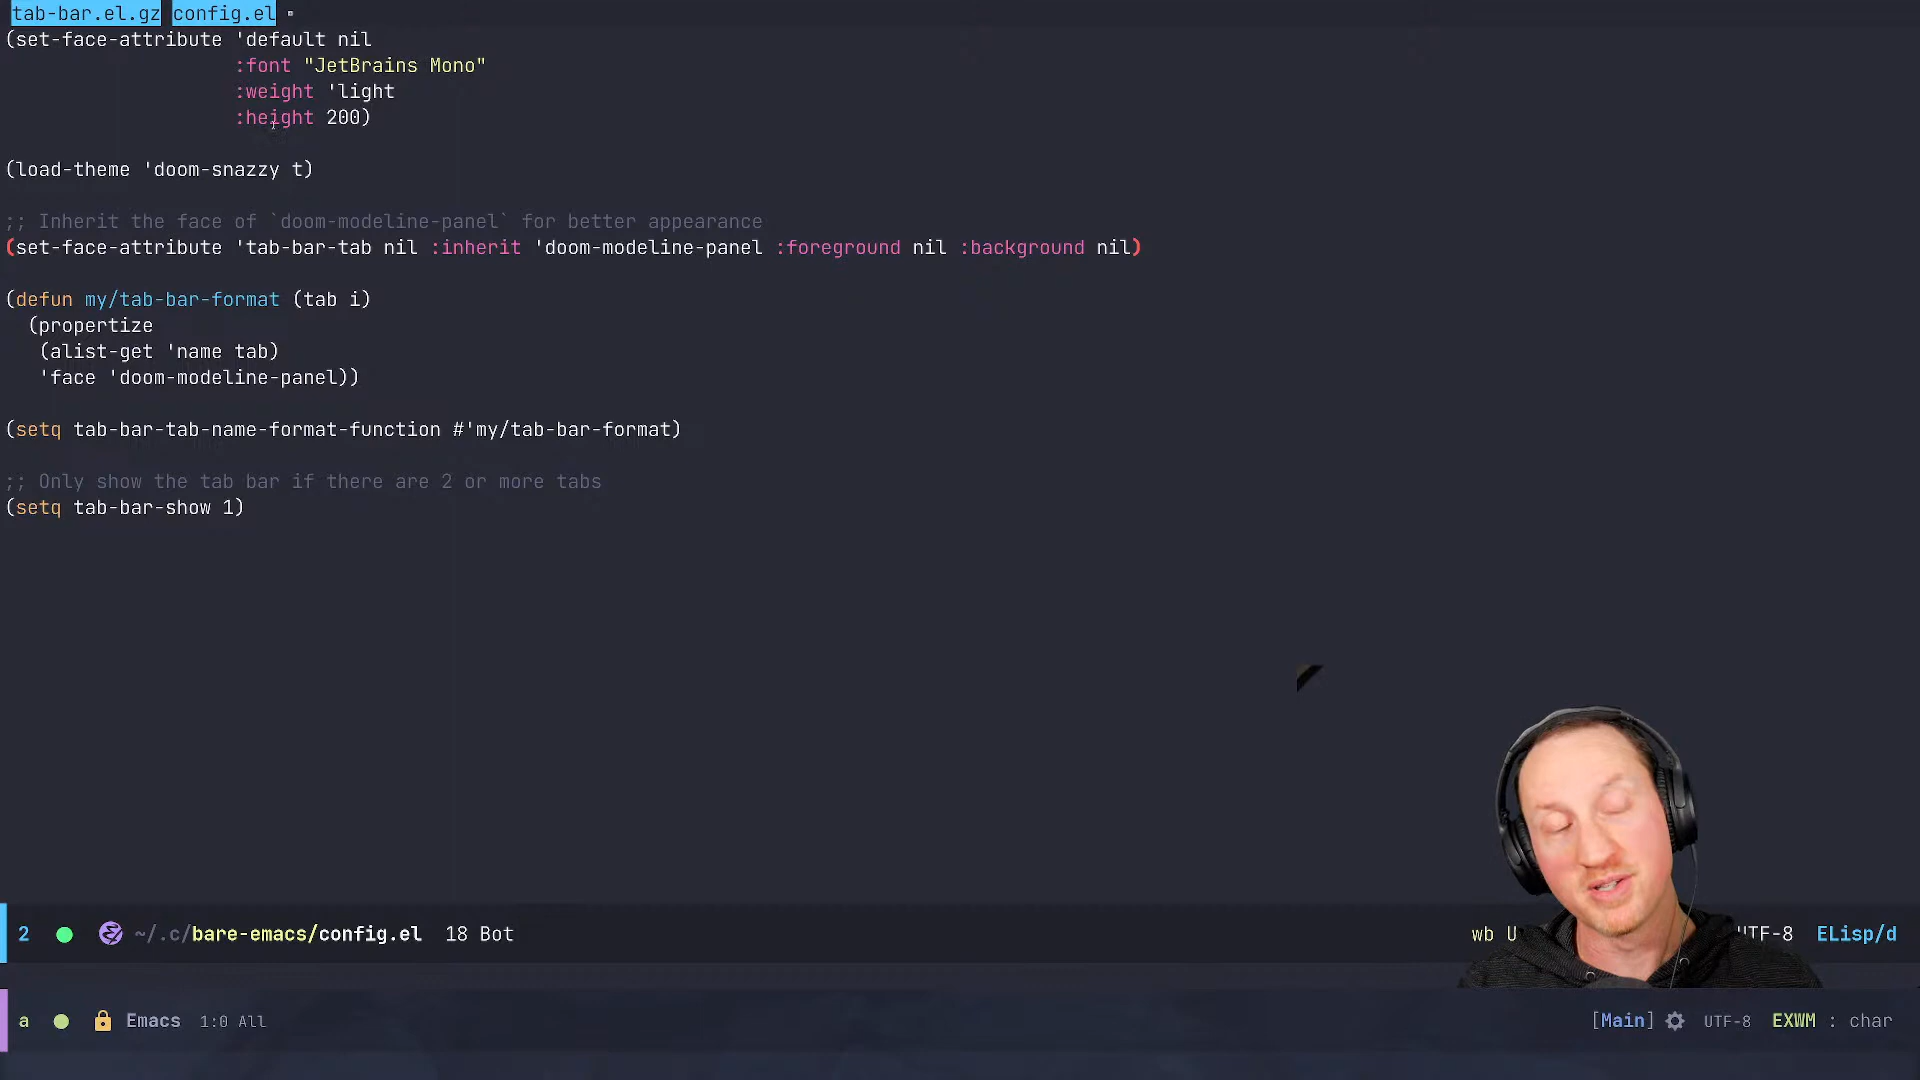 tab-bar.el.gz config.el
(set-face-attribute 'default nil
:font "JetBrains Mono"
:weight 'light
:height 200)
(load-theme 'doom-snazzy t)
;; Inherit the face of `doom-modeline-panel` for better appearance
(set-face-attribute 'tab-bar-tab nil :inherit 'doom-modeline-panel :foreground nil :background nil)
(defun my/tab-bar-format (tab i)
(propertize
(alist-get 'name tab)
'face 'doom-modeline-panel))
(setq tab-bar-tab-name-format-function #'my/tab-bar-format)
;; Only show the tab bar if there are 2 or more tabs
(setq tab-bar-show 1)
2 ~/.c/bare-emacs/config.el 18 Bot wb U UTF-8 ELisp/d
a Emacs 1:0 All [Main] UTF-8 EXWM : char